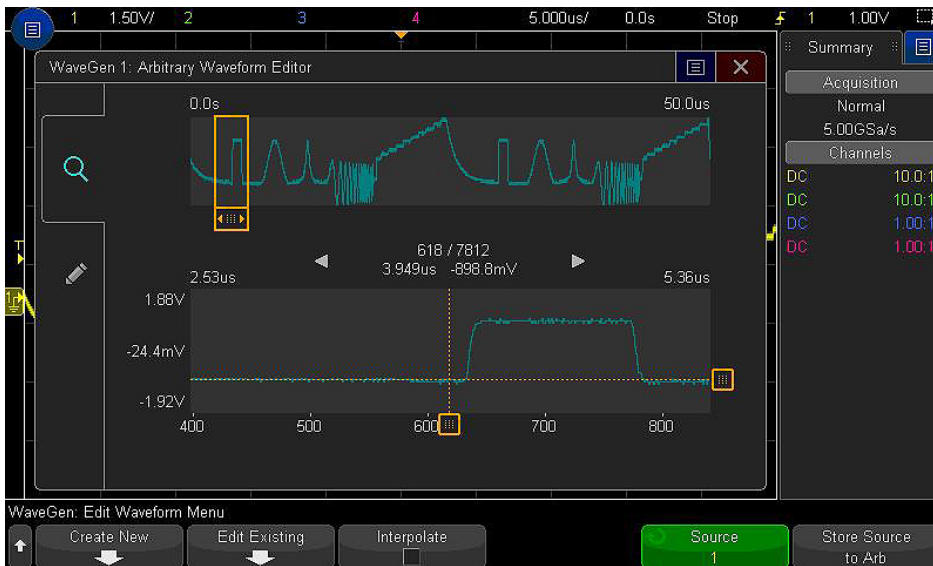 1 1.50V/ 2 3 4 5.000us/ 0.0s Stop 1 1.00V
Summary
WaveGen 1: Arbitrary Waveform Editor
Acquisition
Normal
5.00GSa/s
Channels
DC 10.0:1
DC 10.0:1
DC 1.00:1
DC 1.00:1
0.0s 50.0us
618 / 7812
3.949us -898.8mV
2.53us 5.36us
1.88V
-24.4mV
-1.92V
400 500 600 700 800
T
WaveGen: Edit Waveform Menu
Create New
Edit Existing
Interpolate
Source
1
Store Source
to Arb